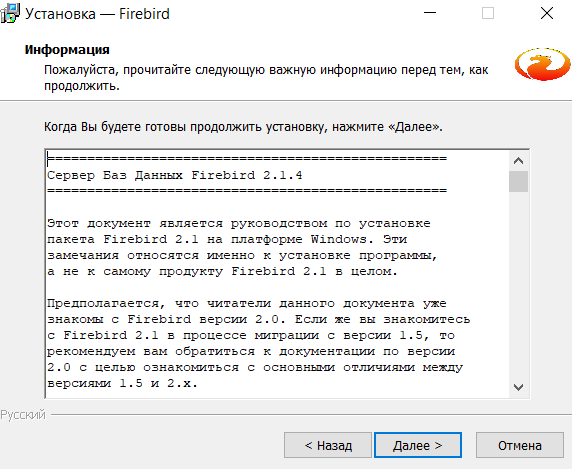 Установка — Firebird
Информация
Пожалуйста, прочитайте следующую важную информацию перед тем, как
продолжить.
Когда Вы будете готовы продолжить установку, нажмите «Далее».
==================================================
Сервер Баз Данных Firebird 2.1.4
==================================================
Этот документ является руководством по установке
пакета Firebird 2.1 на платформе Windows. Эти
замечания относятся именно к установке программы,
а не к самому продукту Firebird 2.1 в целом.
Предполагается, что читатели данного документа уже
знакомы с Firebird версии 2.0. Если же вы знакомитесь
с Firebird 2.1 в процессе миграции с версии 1.5, то
рекомендуем вам обратиться к документации по версии
2.0 с целью ознакомиться с основными отличиями между
версиями 1.5 и 2.x.
Русский
< Назад
Далее >
Отмена